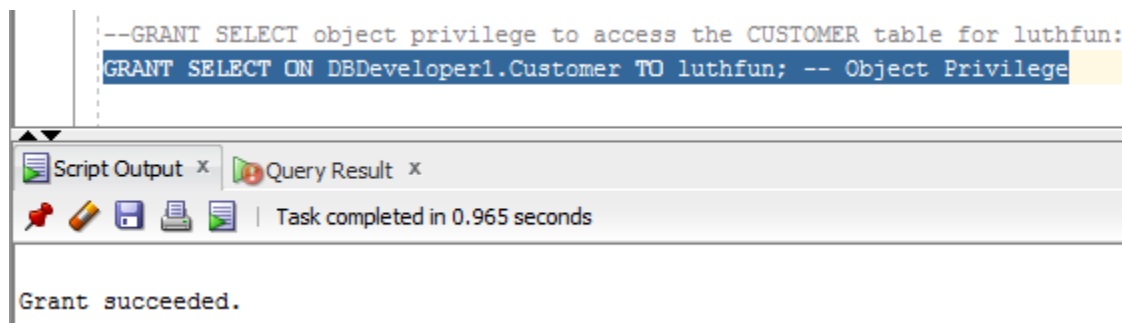 --GRANT SELECT object privilege to access the CUSTOMER table for luthfun:
GRANT SELECT ON DBDeveloper1.Customer TO luthfun; -- Object Privilege
Script Output x Query Result x
Task completed in 0.965 seconds
Grant succeeded.